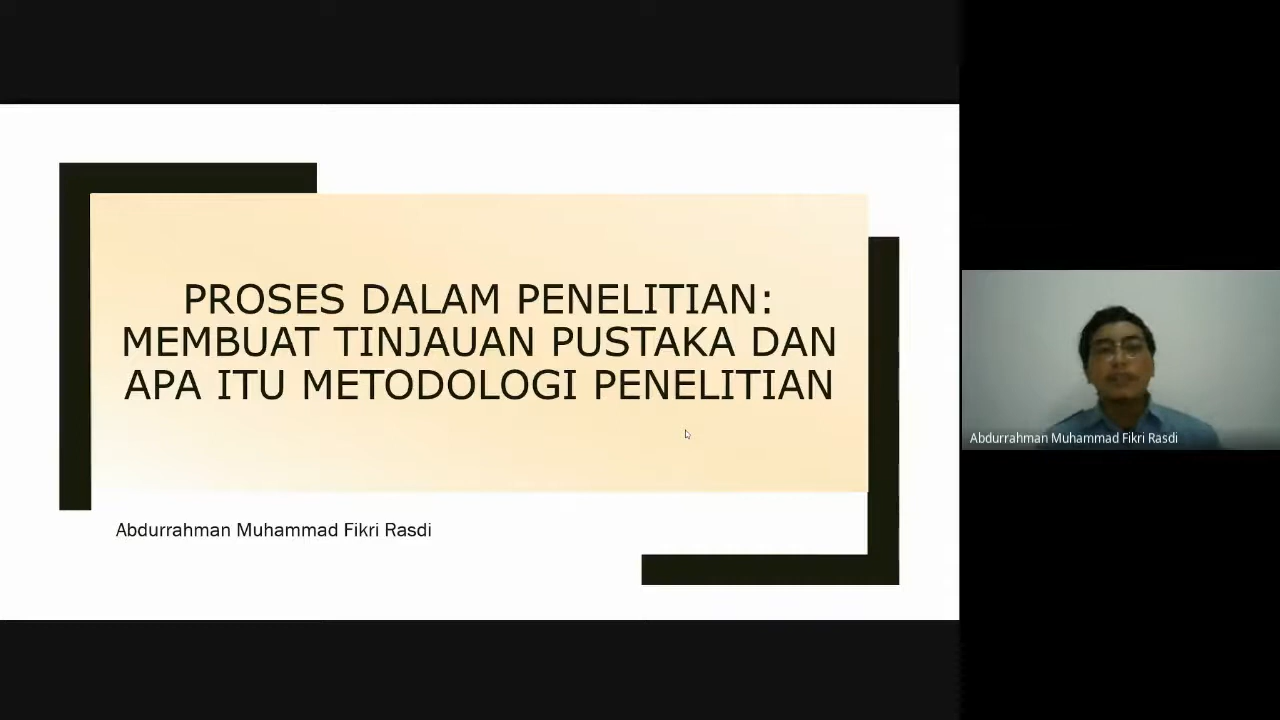 PROSES DALAM PENELITIAN:
MEMBUAT TINJAUAN PUSTAKA DAN
APA ITU METODOLOGI PENELITIAN
Abdurrahman Muhammad Fikri Rasdi
Abdurrahman Muhammad Fikri Rasdi